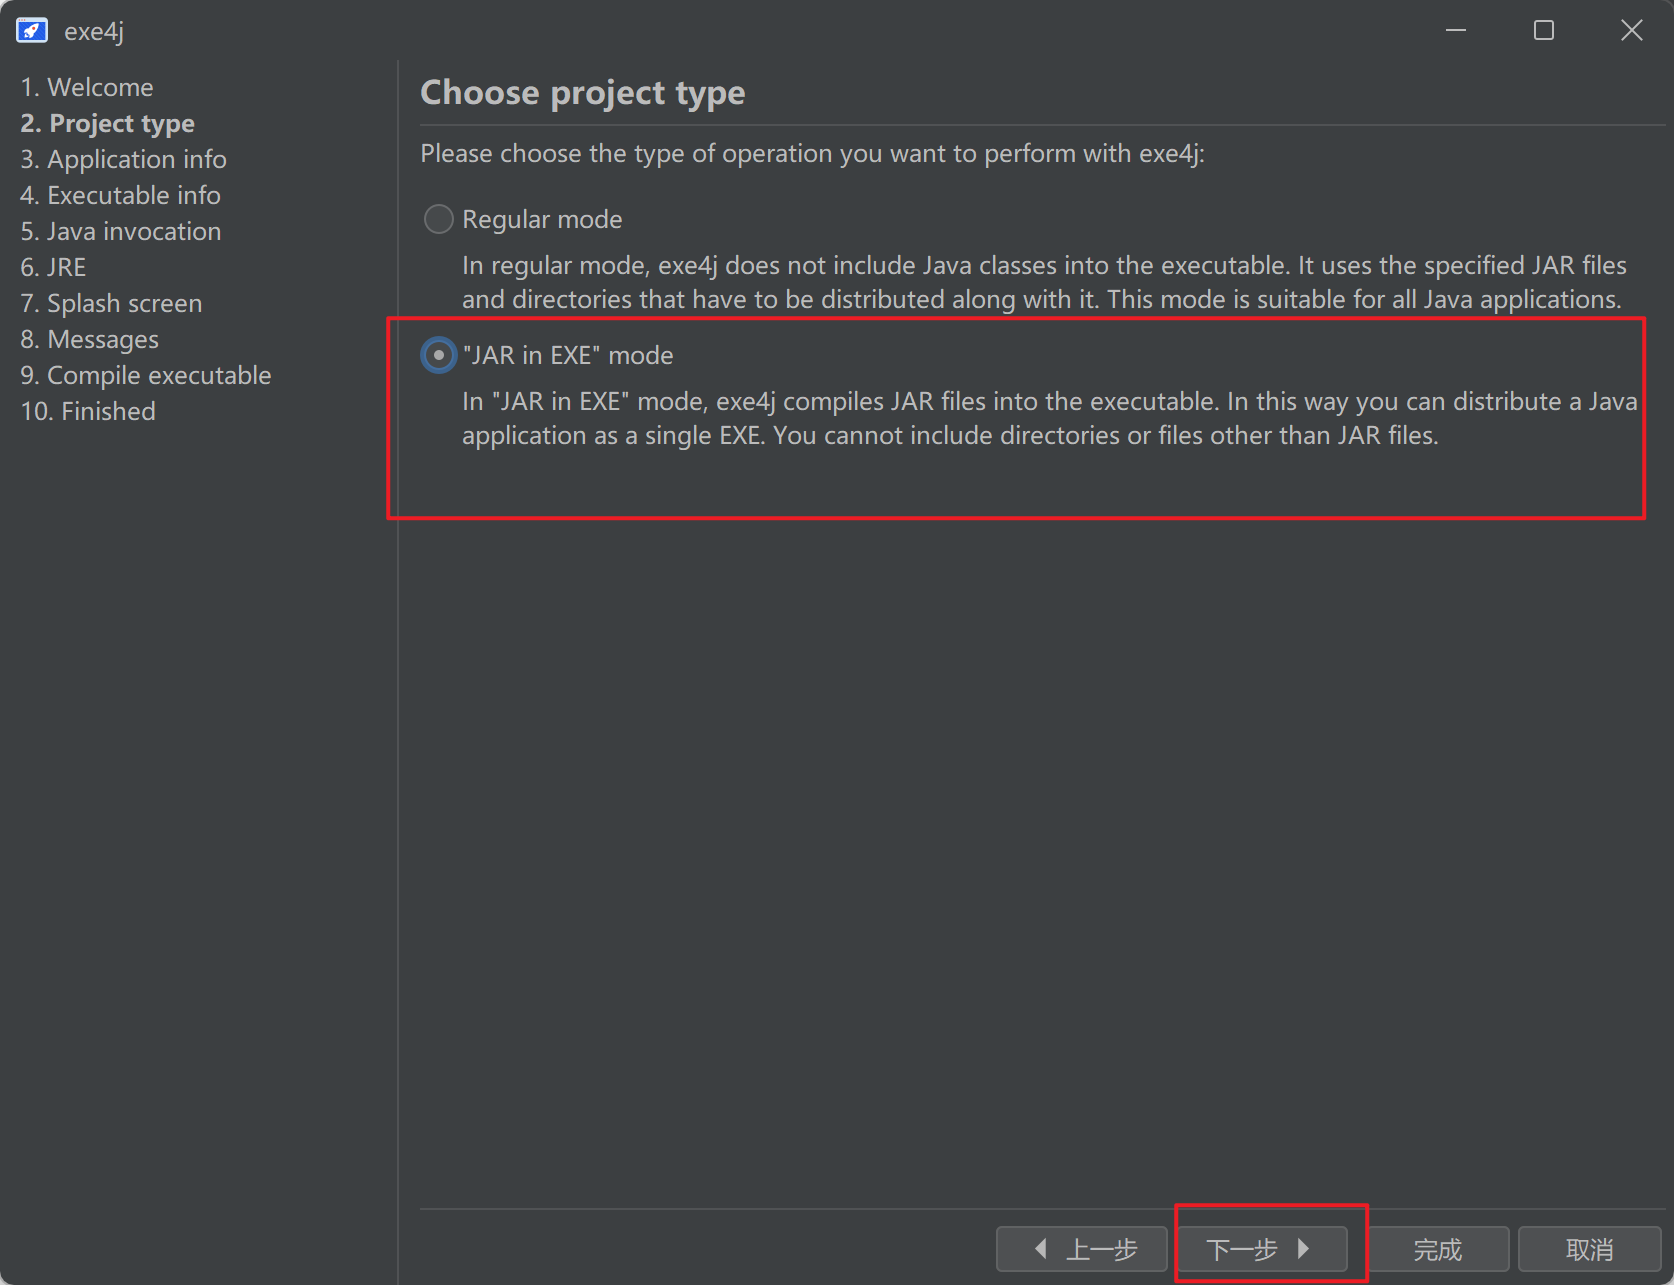 exe4j
1. Welcome
2. Project type
3. Application info
4. Executable info
5. Java invocation
6. JRE
7. Splash screen
8. Messages
9. Compile executable
10. Finished
Choose project type
Please choose the type of operation you want to perform with exe4j:
Regular mode
In regular mode, exe4j does not include Java classes into the executable. It uses the specified JAR files
and directories that have to be distributed along with it. This mode is suitable for all Java applications.
"JAR in EXE" mode
In "JAR in EXE" mode, exe4j compiles JAR files into the executable. In this way you can distribute a Java
application as a single EXE. You cannot include directories or files other than JAR files.
上一步 下一步 完成 取消